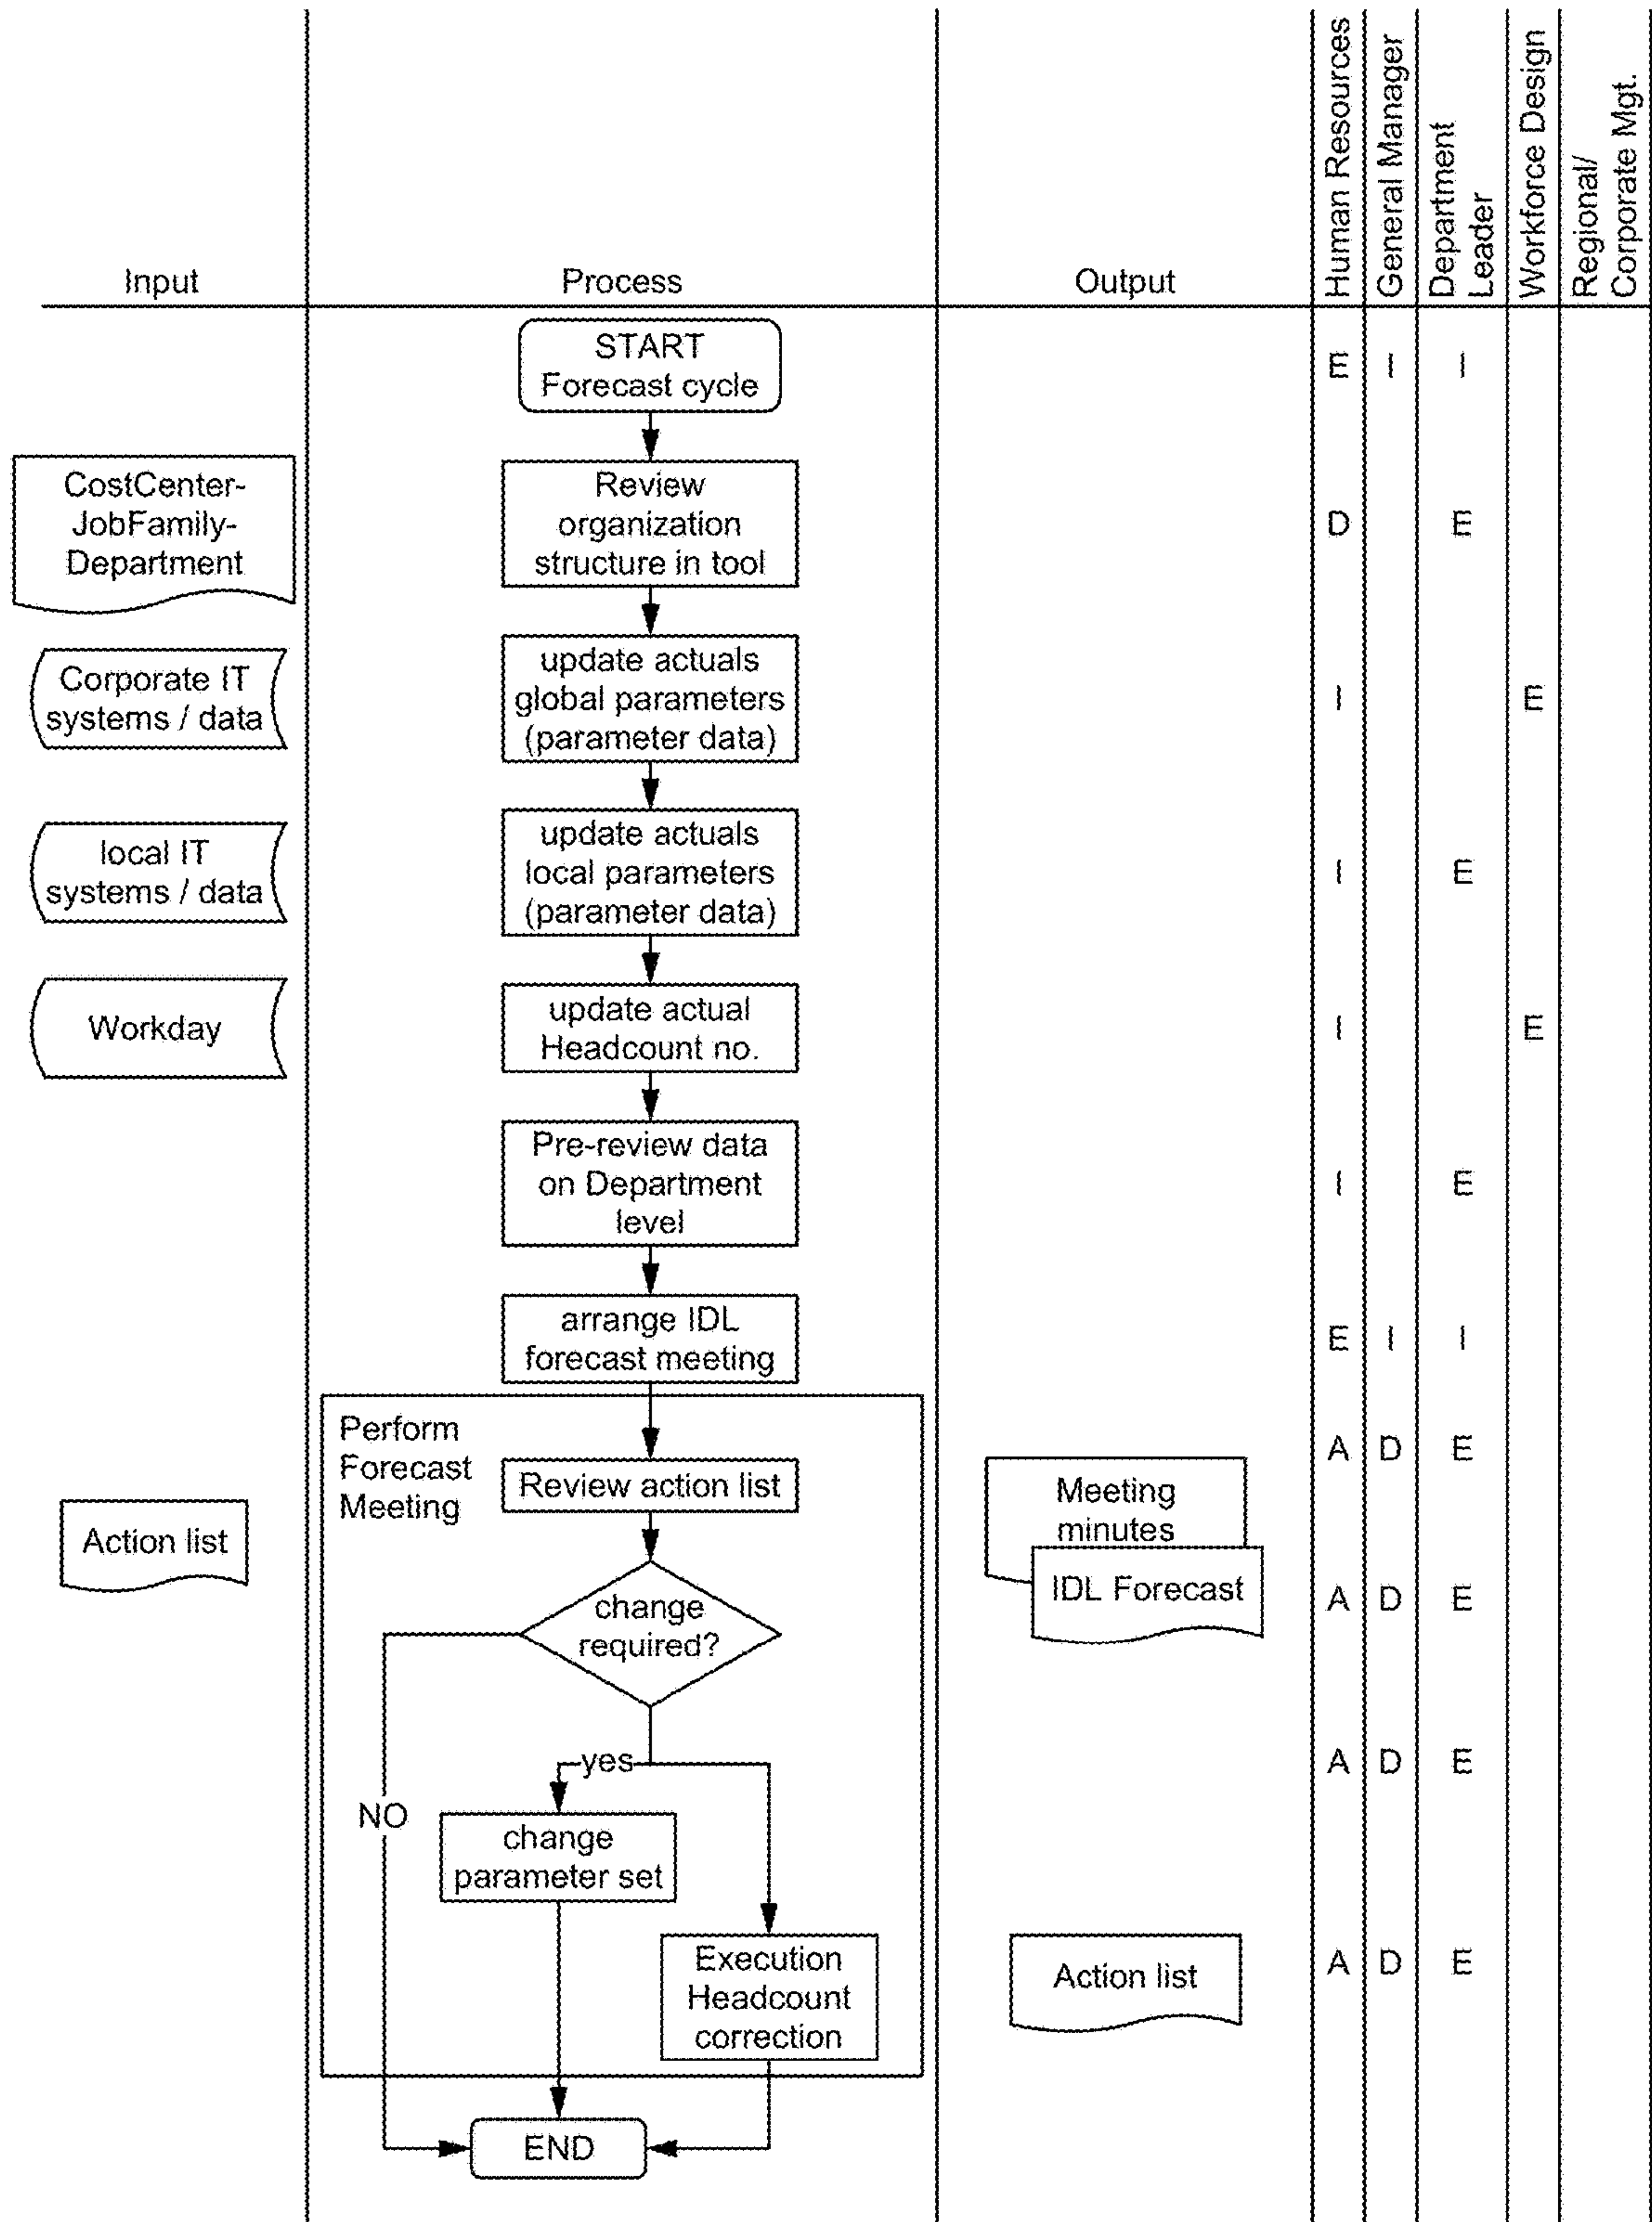 Input
Process
Output
Human Resources
General Manager
Department
Leader
Workforce Design
Regional/
Corporate Mgt.
START
Forecast cycle
E I I
CostCenter-
JobFamily-
Department
Review
organization
structure in tool
D E
Corporate IT
systems / data
update actuals
global parameters
(parameter data)
I E
local IT
systems / data
update actuals
local parameters
(parameter data)
I E
Workday
update actual
Headcount no.
I E
Pre-review data
on Department
level
I E
arrange IDL
forecast meeting
E I I
Perform
Forecast
Meeting
Review action list
A D E
Action list
Meeting
minutes
IDL Forecast
change
required?
A D E
yes
A D E
NO
change
parameter set
Execution
Headcount
correction
Action list
A D E
END